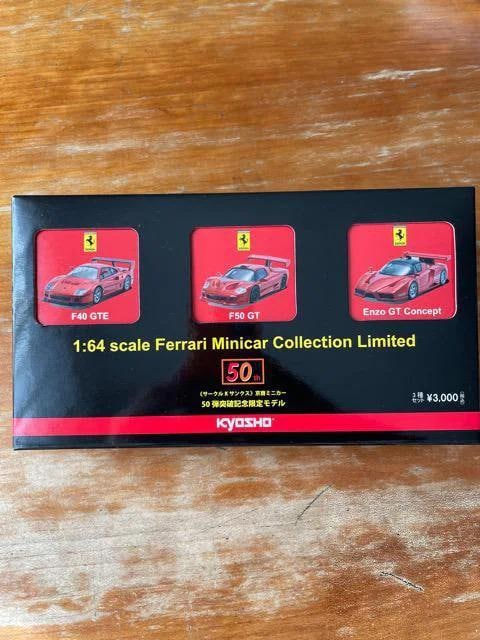 F40 GTE
F50 GT
Enzo GT Concept
1:64 scale Ferrari Minicar Collection Limited
50th
(サークルKサンクス) 京商ミニカー
50弾突破記念限定モデル
3種
セット ¥3,000
KYOSHO